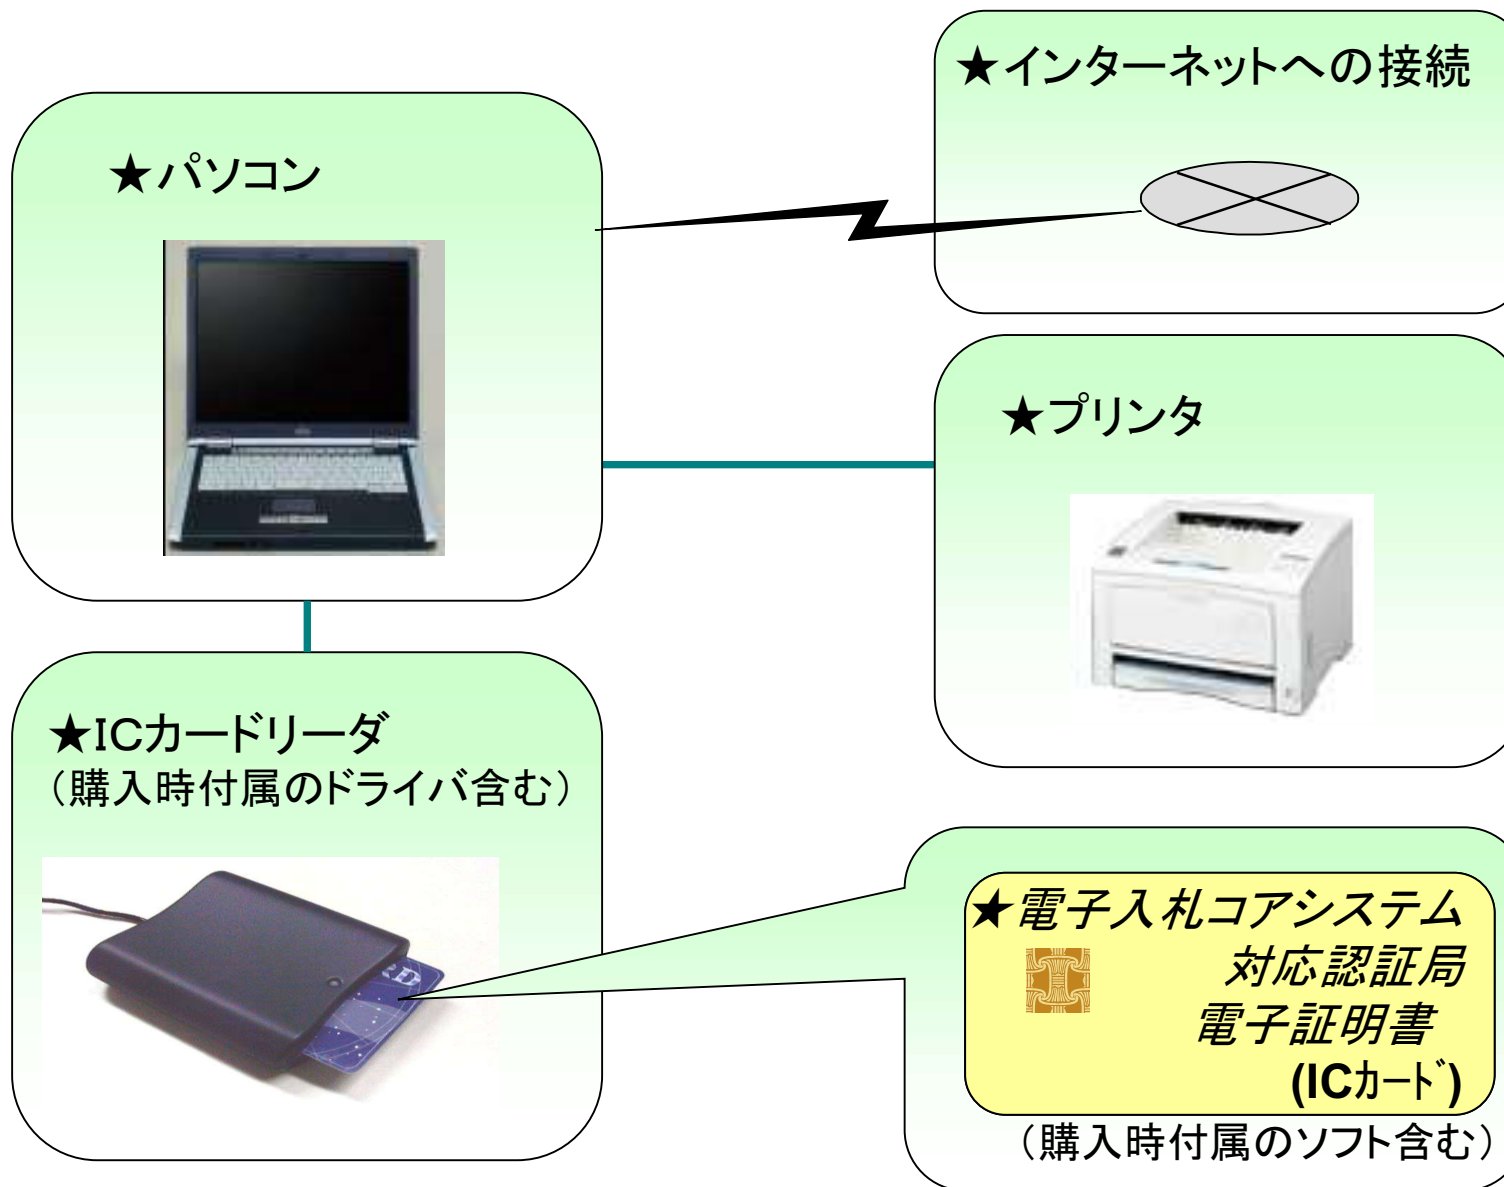 ★インターネットへの接続
★パソコン
★プリンタ
★ICカードリーダ
（購入時付属のドライバ含む）
★電子入札コアシステム
対応認証局
電子証明書
(ICｶｰﾄﾞ)
（購入時付属のソフト含む）